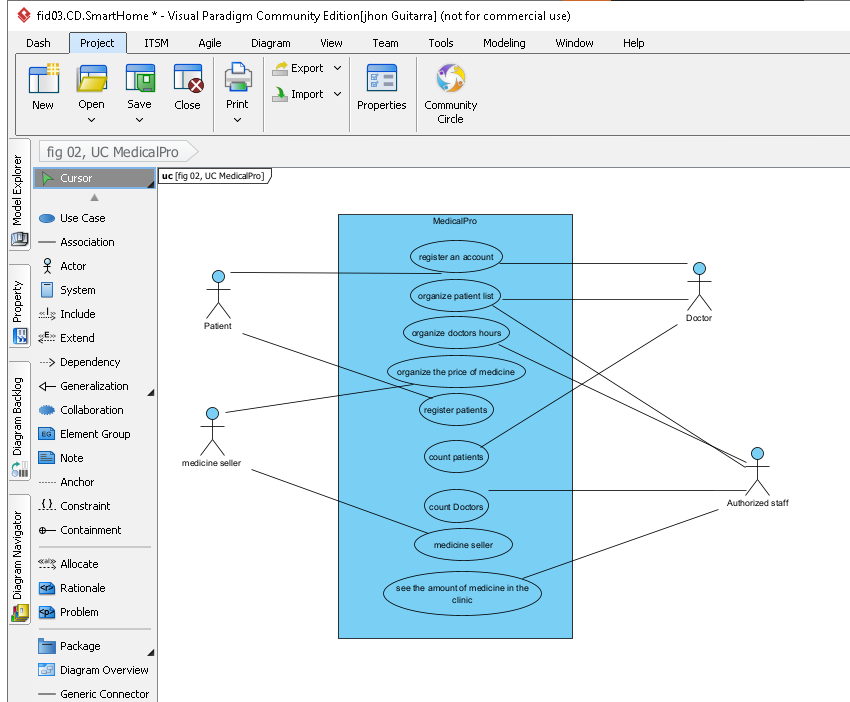 fid03.CD.SmartHome * - Visual Paradigm Community Edition[jhon Guitarra] (not for commercial use)
Dash Project ITSM Agile Diagram View Team Tools Modeling Window Help
New Open Save Close Print Export Import Properties Community Circle
fig 02, UC MedicalPro
Model Explorer
Property
Diagram Backlog
Diagram Navigator
Cursor
Use Case
Association
Actor
System
Include
Extend
Dependency
Generalization
Collaboration
Element Group
Note
Anchor
Constraint
Containment
Allocate
Rationale
Problem
Package
Diagram Overview
Generic Connector
uc [fig 02, UC MedicalPro]
MedicalPro
register an account
organize patient list
organize doctors hours
organize the price of medicine
register patients
count patients
count Doctors
medicine seller
see the amount of medicine in the
clinic
Patient
medicine seller
Doctor
Authorized staff